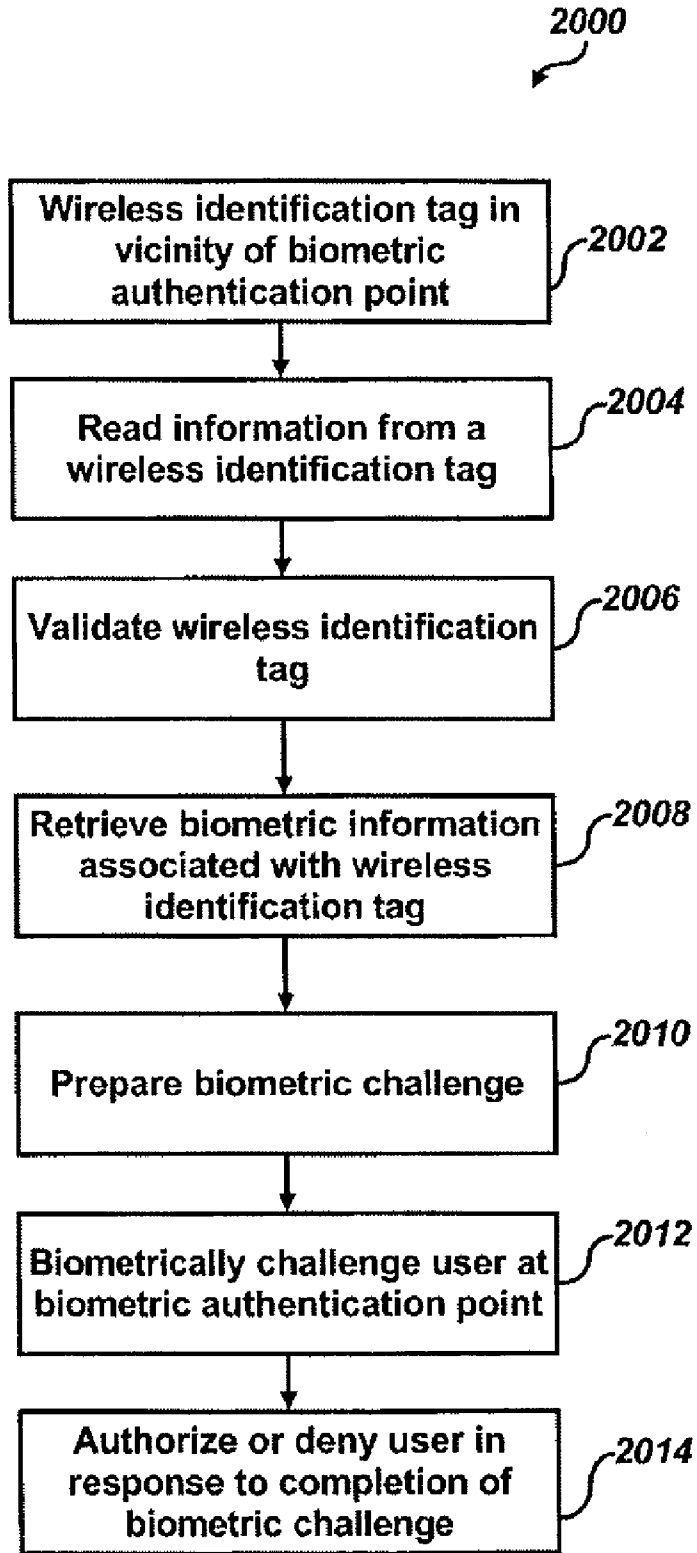 2000
Wireless identification tag in
vicinity of biometric
authentication point
2002
Read information from a
wireless identification tag
2004
Validate wireless identification
tag
2006
Retrieve biometric information
associated with wireless
identification tag
2008
Prepare biometric challenge
2010
Biometrically challenge user at
biometric authentication point
2012
Authorize or deny user in
response to completion of
biometric challenge
2014